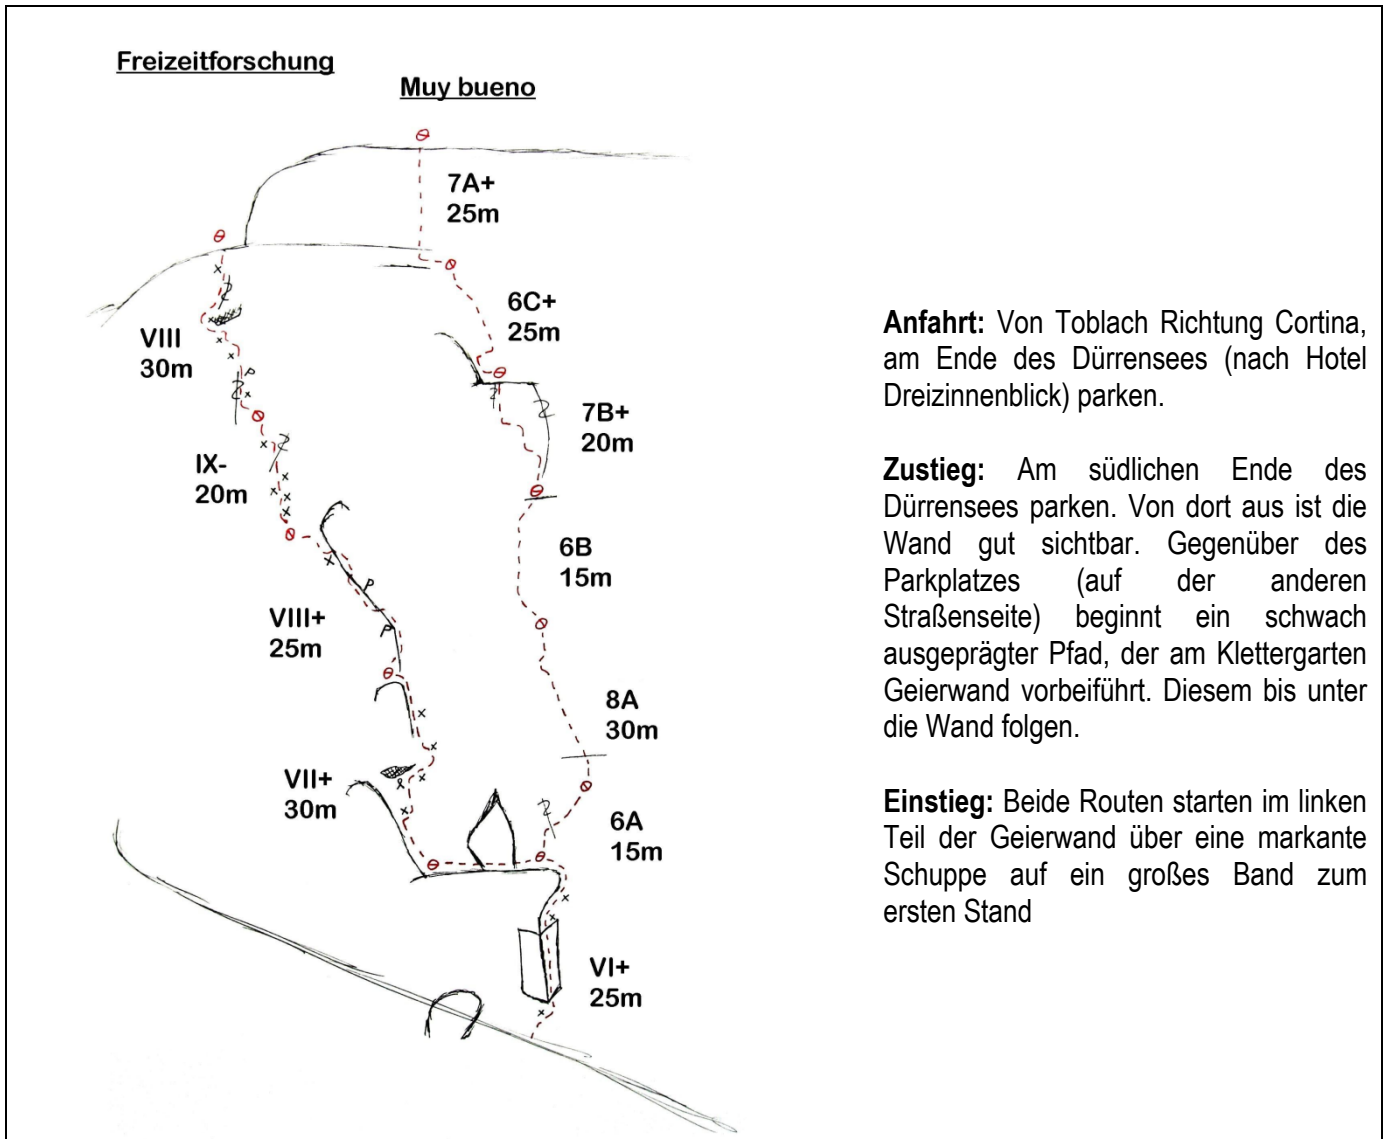 Freizeitforschung
Muy bueno
7A+
25m
6C+
25m
VIII
30m
7B+
20m
IX-
20m
6B
15m
VIII+
25m
8A
30m
VII+
30m
6A
15m
VI+
25m
Anfahrt: Von Toblach Richtung Cortina,
am Ende des Dürrensees (nach Hotel
Dreizinnenblick) parken.
Zustieg: Am südlichen Ende des
Dürrensees parken. Von dort aus ist die
Wand gut sichtbar. Gegenüber des
Parkplatzes (auf der anderen
Straßenseite) beginnt ein schwach
ausgeprägter Pfad, der am Klettergarten
Geierwand vorbeiführt. Diesem bis unter
die Wand folgen.
Einstieg: Beide Routen starten im linken
Teil der Geierwand über eine markante
Schuppe auf ein großes Band zum
ersten Stand